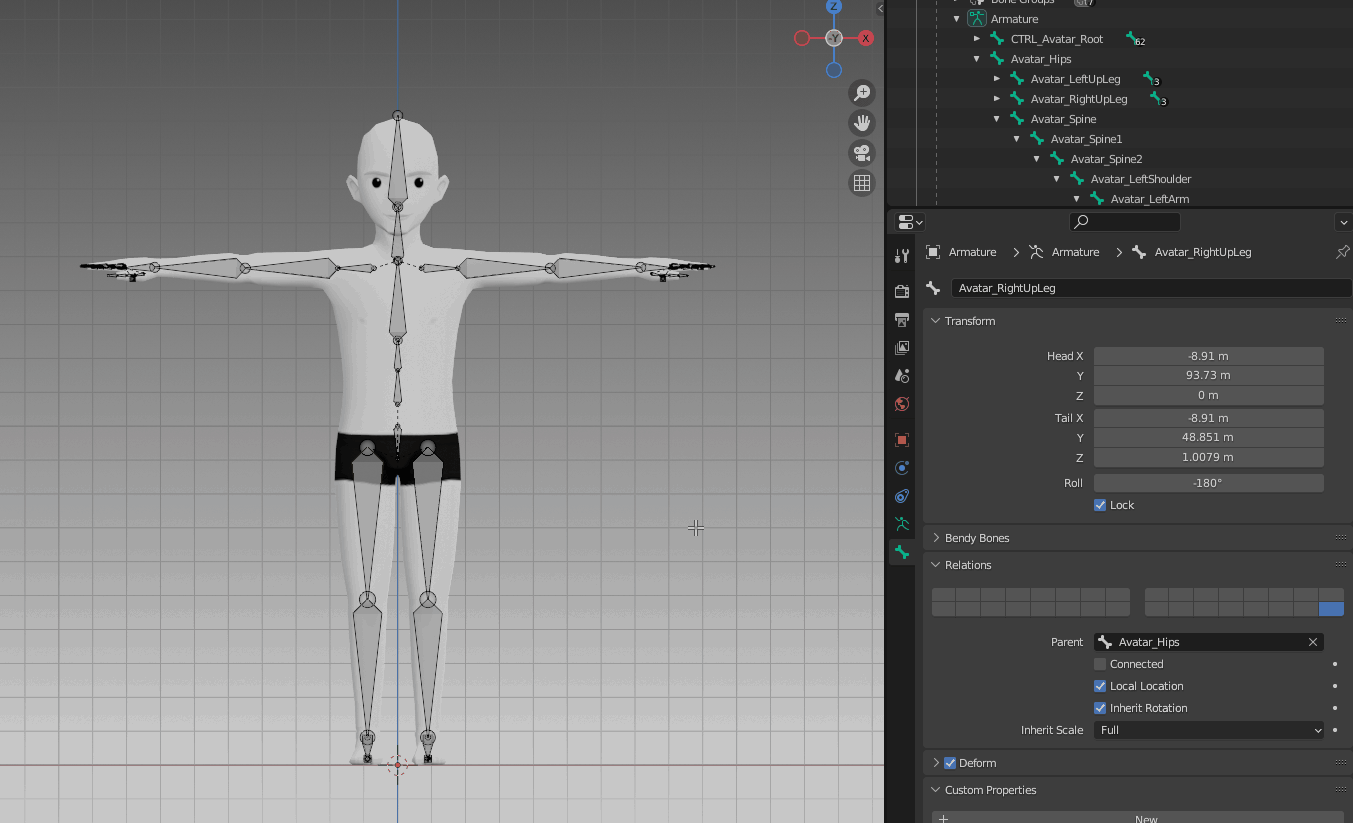 Bone Groups 17
Z
Armature
-Y X
CTRL_Avatar_Root 62
Avatar_Hips
Avatar_LeftUpLeg 3
Avatar_RightUpLeg 3
Avatar_Spine
Avatar_Spine1
Avatar_Spine2
Avatar_LeftShoulder
Avatar_LeftArm
Armature > Armature > Avatar_RightUpLeg
Avatar_RightUpLeg
Transform
Head X -8.91 m
Y 93.73 m
Z 0 m
Tail X -8.91 m
Y 48.851 m
Z 1.0079 m
Roll -180°
Lock
Bendy Bones
Relations
Parent Avatar_Hips
Connected
Local Location
Inherit Rotation
Inherit Scale Full
Deform
Custom Properties
New